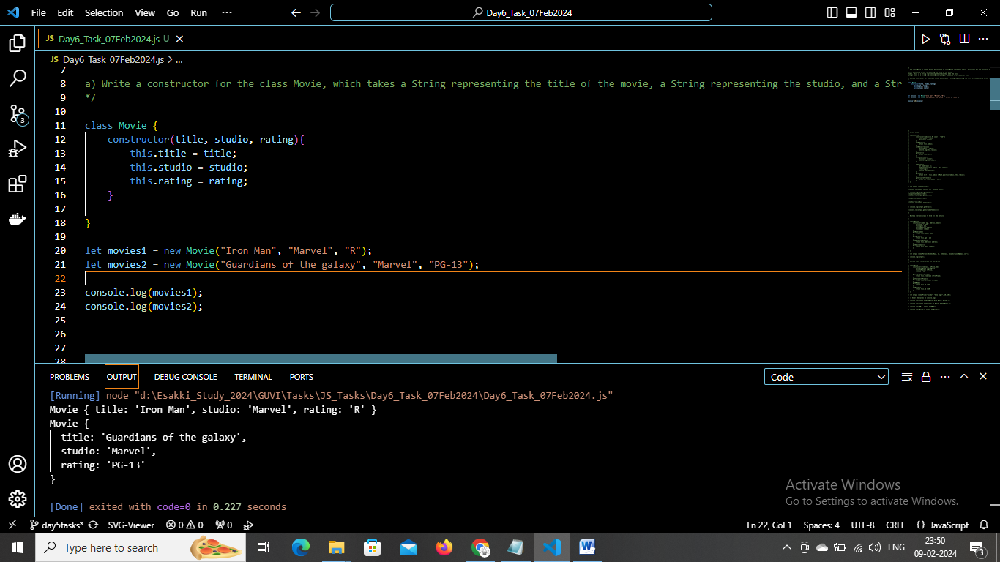 File Edit Selection View Go Run ··· Day6_Task_07Feb2024
JS Day6_Task_07Feb2024.js U
JS Day6_Task_07Feb2024.js > ...
7
8 a) Write a constructor for the class Movie, which takes a String representing the title of the movie, a String representing the studio, and a Str
9 */
10
11 class Movie {
12 constructor(title, studio, rating){
13 this.title = title;
14 this.studio = studio;
15 this.rating = rating;
16 }
17
18 }
19
20 let movies1 = new Movie("Iron Man", "Marvel", "R");
21 let movies2 = new Movie("Guardians of the galaxy", "Marvel", "PG-13");
22
23 console.log(movies1);
24 console.log(movies2);
25
26
27
28
3
PROBLEMS OUTPUT DEBUG CONSOLE TERMINAL PORTS Code
[Running] node "d:\Esakki_Study_2024\GUVI\Tasks\JS_Tasks\Day6_Task_07Feb2024\Day6_Task_07Feb2024.js"
Movie { title: 'Iron Man', studio: 'Marvel', rating: 'R' }
Movie {
title: 'Guardians of the galaxy',
studio: 'Marvel',
rating: 'PG-13'
}
[Done] exited with code=0 in 0.227 seconds
Activate Windows
Go to Settings to activate Windows.
day5tasks* SVG-Viewer 0 0 0 Ln 22, Col 1 Spaces: 4 UTF-8 CRLF {} JavaScript
Type here to search ENG 23:50
09-02-2024 3